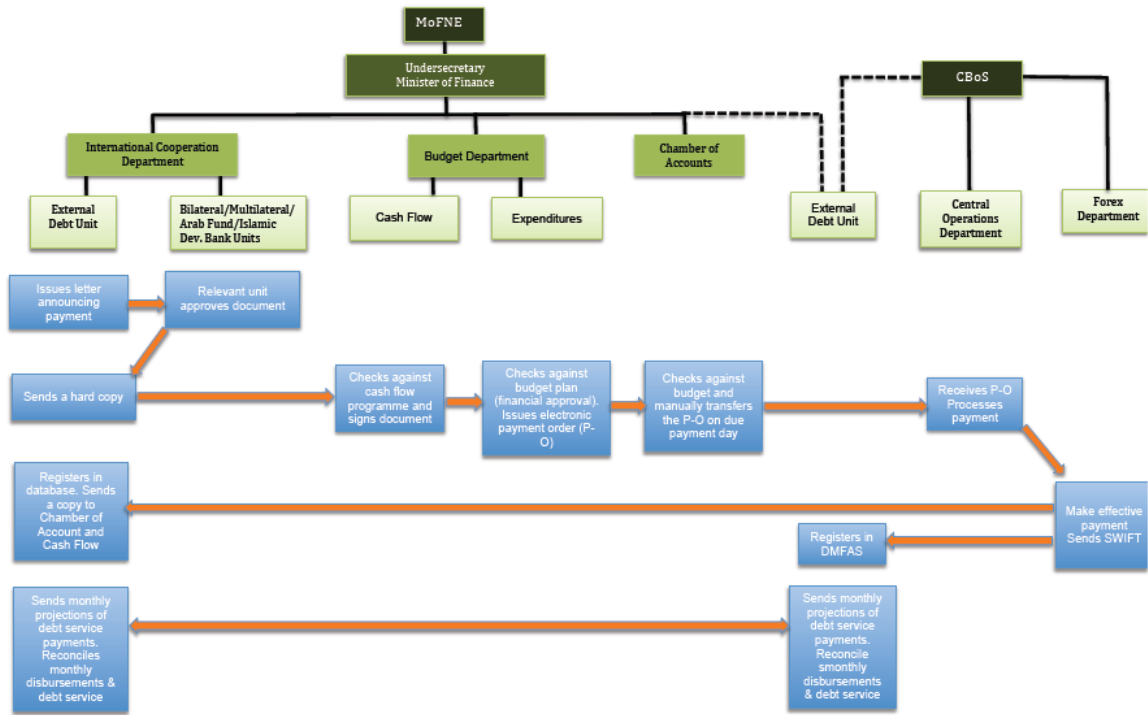 MoFNE
Undersecretary
Minister of Finance
CBoS
International Cooperation
Department
Budget Department
Chamber of
Accounts
External
Debt Unit
Bilateral/Multilateral/
Arab Fund/Islamic
Dev. Bank Units
Cash Flow
Expenditures
External
Debt Unit
Central
Operations
Department
Forex
Department
Issues letter
announcing
payment
Relevant unit
approves document
Sends a hard copy
Checks against
cash flow
programme and
signs document
Checks against
budget plan
(financial approval).
Issues electronic
payment order (P-
O)
Checks against
budget and
manually transfers
the P-O on due
payment day
Receives P-O
Processes
payment
Registers in
database. Sends
a copy to
Chamber of
Account and
Cash Flow
Make effective
payment
Sends SWIFT
Registers in
DMFAS
Sends monthly
projections of
debt service
payments.
Reconciles
monthly
disbursements &
debt service
Sends monthly
projections of
debt service
payments.
Reconcile
smonthly
disbursements
& debt service